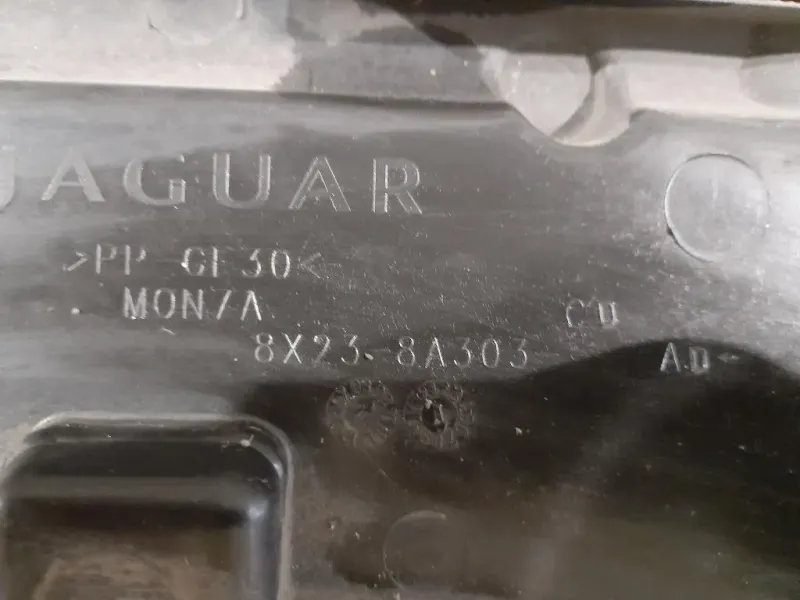 JAGUAR
>PP GF30<
MONZA
CU
8X23-8A303
AD